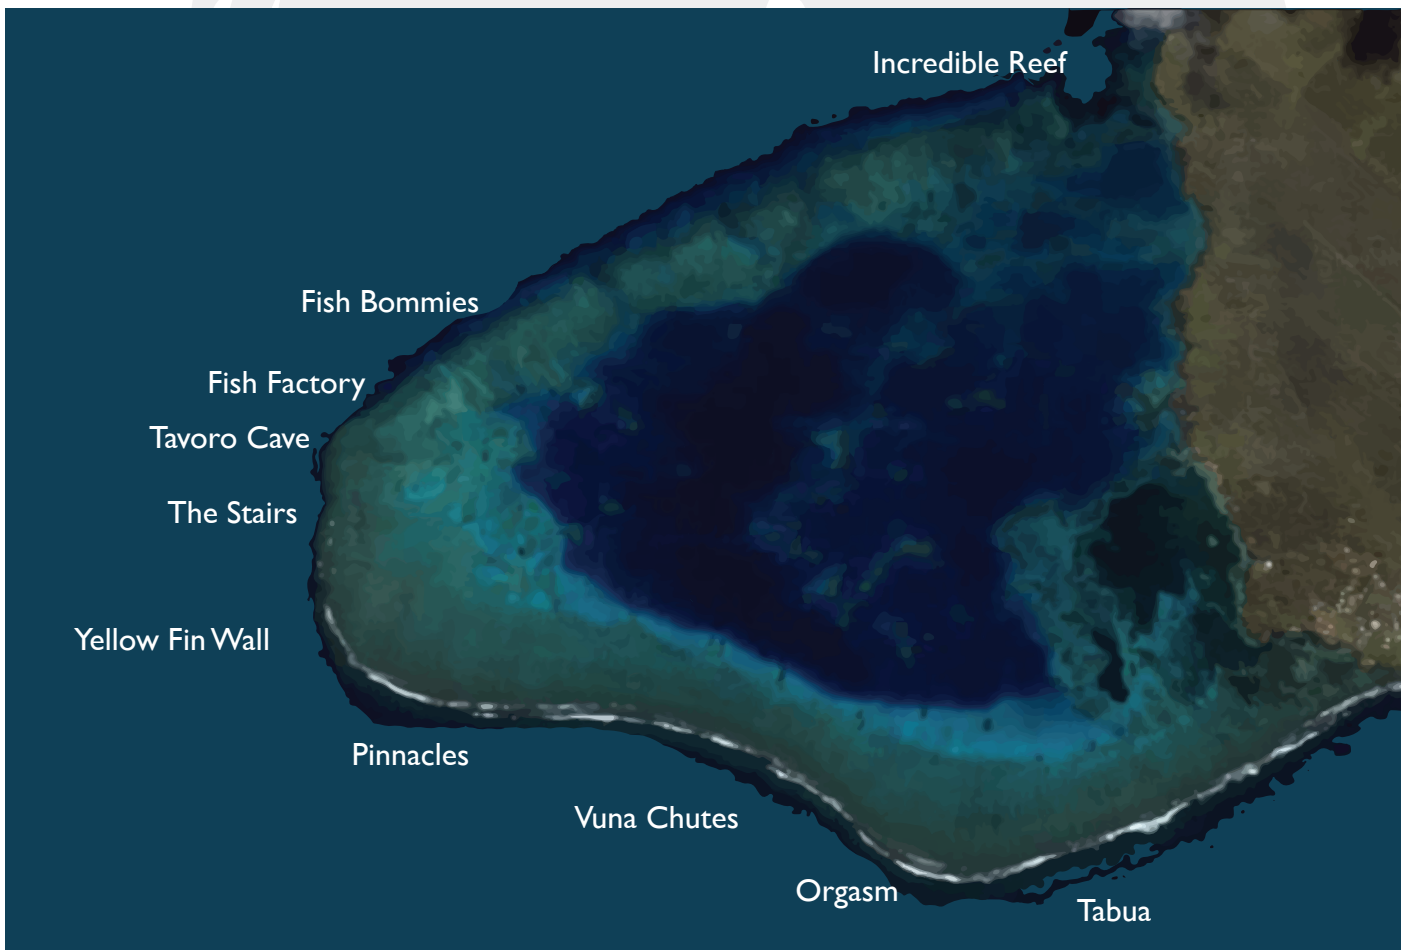 Incredible Reef
Fish Bommies
Fish Factory
Tavoro Cave
The Stairs
Yellow Fin Wall
Pinnacles
Vuna Chutes
Orgasm
Tabua